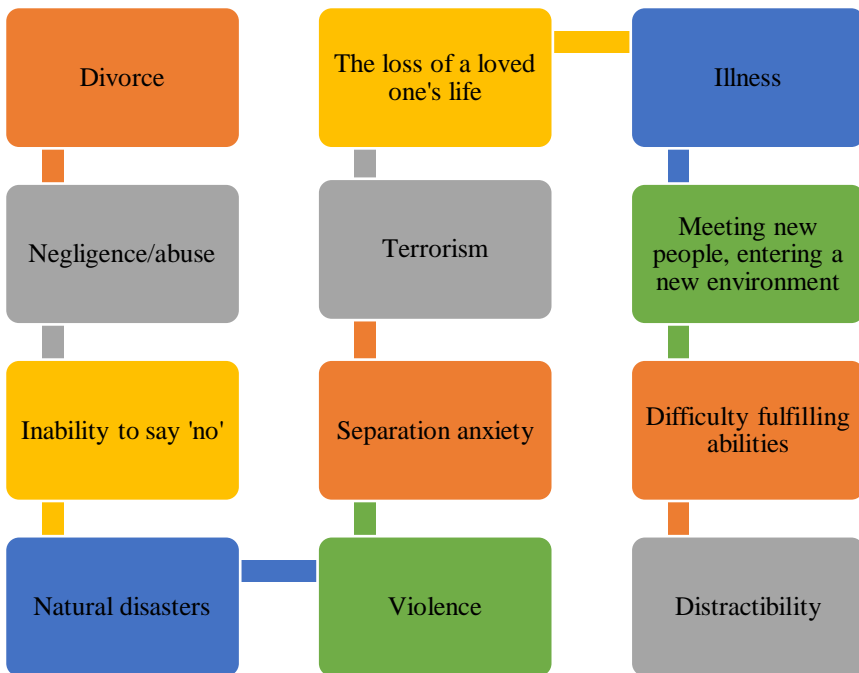 Divorce
Negligence/abuse
Inability to say 'no'
Natural disasters
Violence
Separation anxiety
Terrorism
The loss of a loved
one's life
Illness
Meeting new
people, entering a
new environment
Difficulty fulfilling
abilities
Distractibility